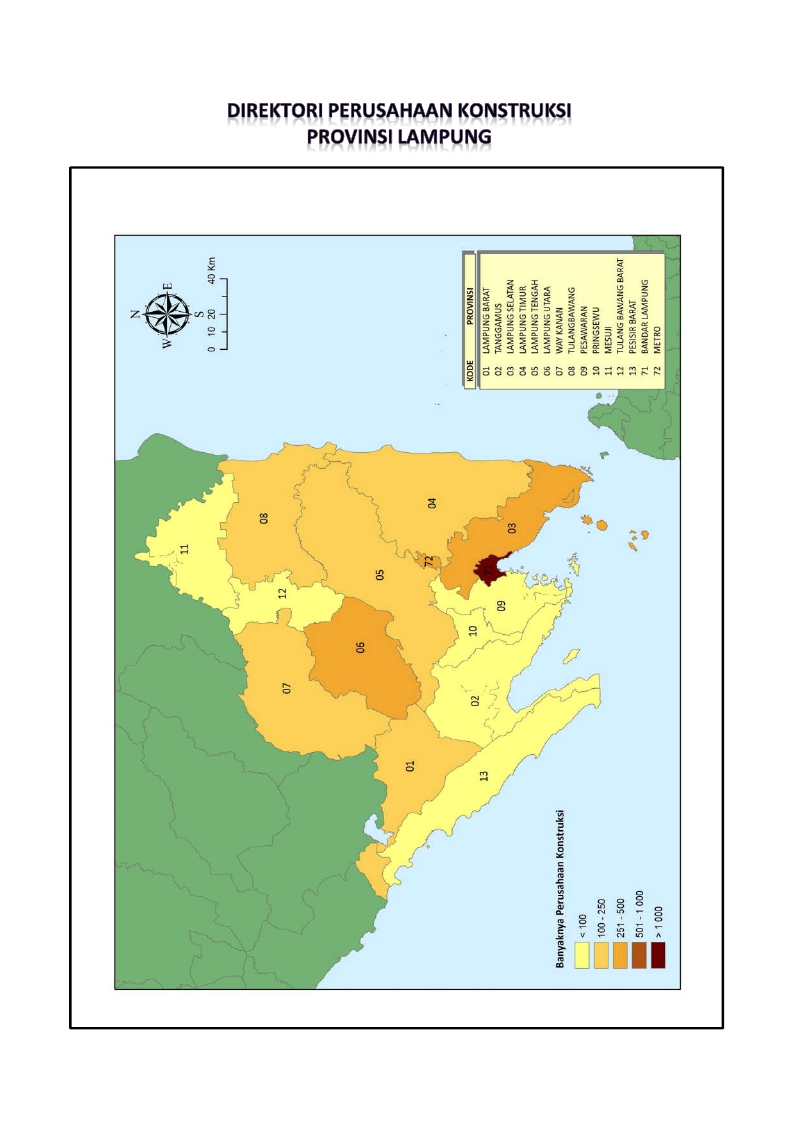 DIREKTORI PERUSAHAAN KONSTRUKSI
PROVINSI LAMPUNG
N
E
S
W
0 10 20 40 Km
KODE PROVINSI
01 LAMPUNG BARAT
02 TANGGAMUS
03 LAMPUNG SELATAN
04 LAMPUNG TIMUR
05 LAMPUNG TENGAH
06 LAMPUNG UTARA
07 WAY KANAN
08 TULANGBAWANG
09 PESAWARAN
10 PRINGSEWU
11 MESUJI
12 TULANG BAWANG BARAT
13 PESISIR BARAT
71 BANDAR LAMPUNG
72 METRO
11
08
04
03
72
05
12
09
10
06
07
02
01
13
Banyaknya Perusahaan Konstruksi
< 100
100 - 250
251 - 500
501 - 1 000
> 1 000